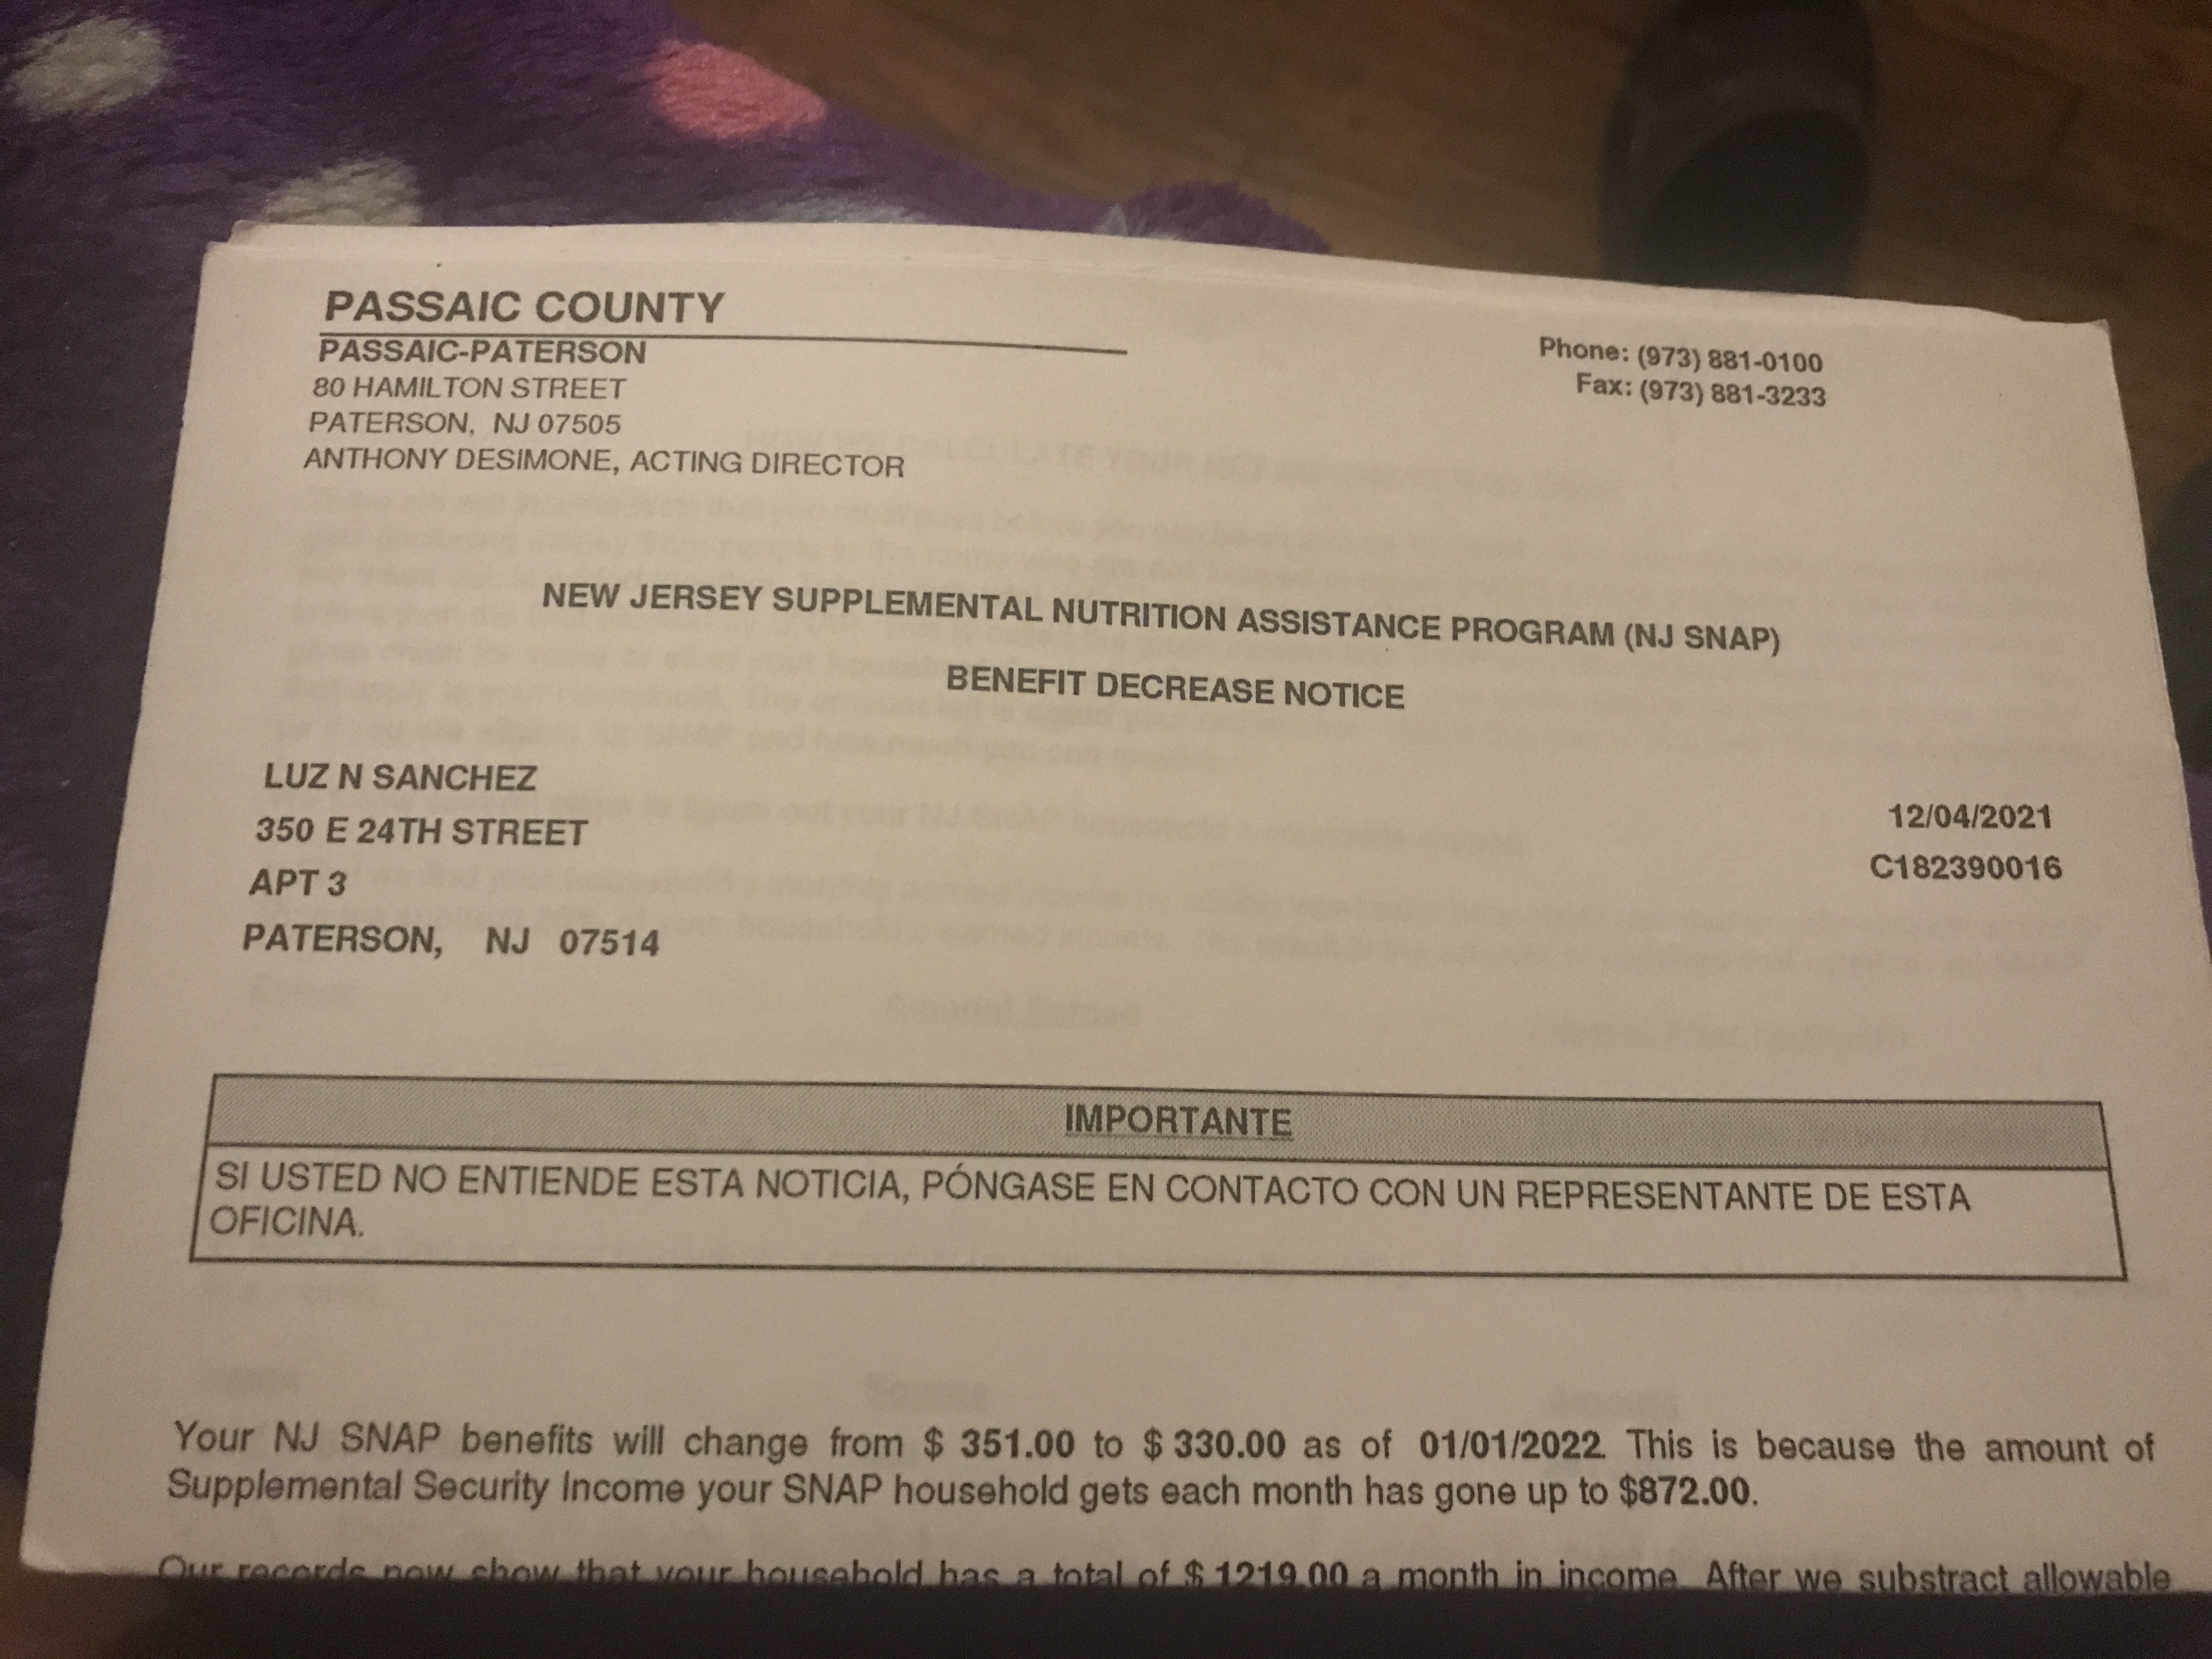 PASSAIC COUNTY
PASSAIC-PATERSON
80 HAMILTON STREET
PATERSON, NJ 07505
ANTHONY DESIMONE, ACTING DIRECTOR
Phone: (973) 881-0100
Fax: (973) 881-3233
NEW JERSEY SUPPLEMENTAL NUTRITION ASSISTANCE PROGRAM (NJ SNAP)
BENEFIT DECREASE NOTICE
LUZ N SANCHEZ
350 E 24TH STREET
APT 3
PATERSON, NJ 07514
12/04/2021
C182390016
IMPORTANTE
SI USTED NO ENTIENDE ESTA NOTICIA, PÓNGASE EN CONTACTO CON UN REPRESENTANTE DE ESTA
OFICINA.
Your NJ SNAP benefits will change from $ 351.00 to $ 330.00 as of 01/01/2022. This is because the amount of
Supplemental Security Income your SNAP household gets each month has gone up to $872.00.
Our records now show that your household has a total of $ 1219.00 a month in income. After we substract allowable